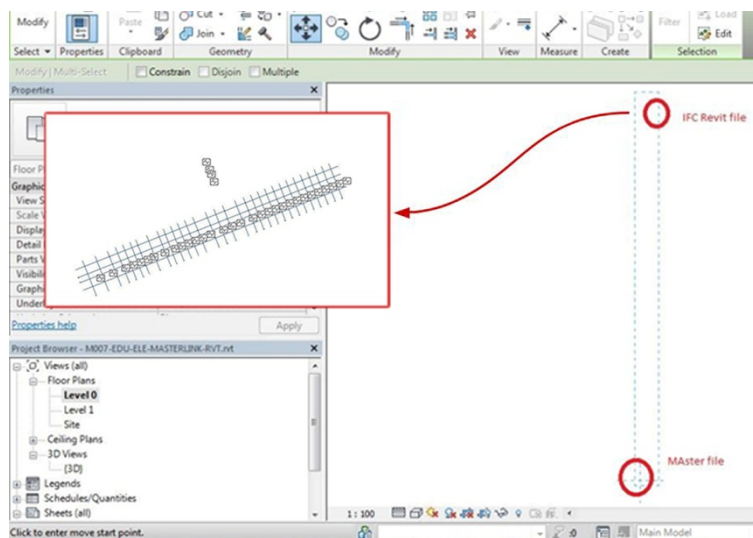 Modify
Paste
Cut
Join
Load
Filter
Edit
Select
Properties
Clipboard
Geometry
Modify
View
Measure
Create
Selection
Modify | Multi-Select
Constrain
Disjoin
Multiple
Properties
IFC Revit file
Floor
Graphic
View
Scale
Displa
Detail
Parts
Visibili
Graph
Under
Properties help
Apply
Project Browser - M007-EDU-ELE-MASTERLINK-RVT.rvt
Views (all)
Floor Plans
Level 0
Level 1
Site
Ceiling Plans
3D Views
{3D}
Legends
Schedules/Quantities
Sheets (all)
MAster file
1 : 100
Click to enter move start point.
:0
Main Model